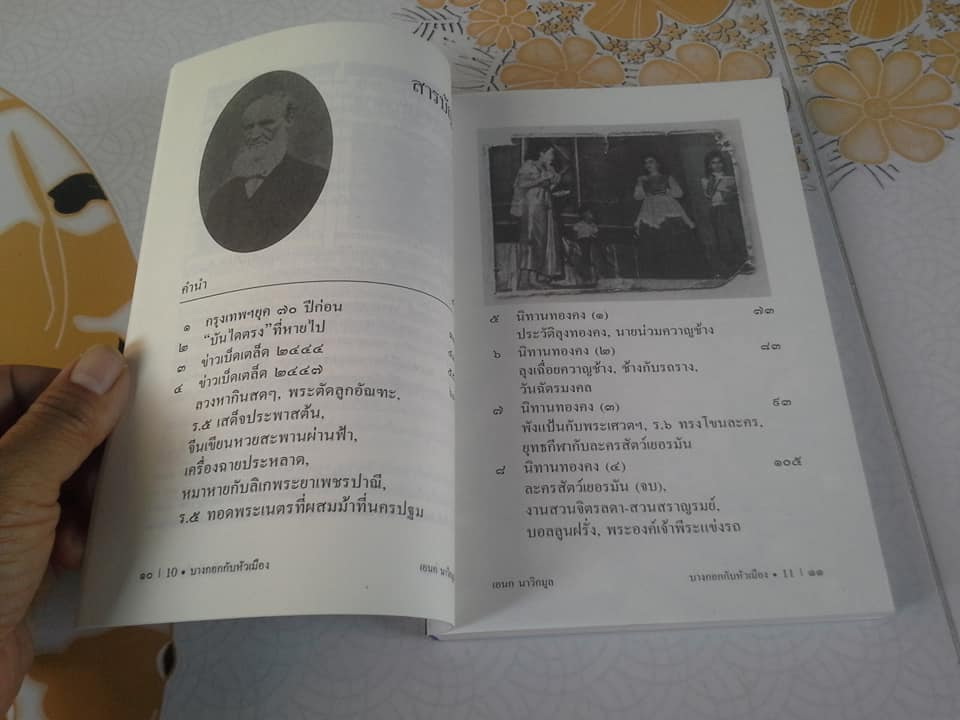 สารบัญ
คำนำ
๑ กรุงเทพฯยุค ๗๐ ปีก่อน
๒ “บันไดตรง”ที่หายไป
๓ ข่าวเบ็ดเตล็ด ๒๔๔๔
๔ ข่าวเบ็ดเตล็ด ๒๔๔๗
ลวงหากินสดๆ, พระตัดลูกอัณฑะ,
ร.๕ เสด็จประพาสต้น,
จีนเขียนหวยสะพานผ่านฟ้า,
เครื่องฉายประหลาด,
หมาหายกับลิเกพระยาเพชรปาณี,
ร.๕ ทอดพระเนตรที่ผสมม้าที่นครปฐม
๑๐ | 10 • บางกอกกับหัวเมือง
เอนก นาวิกมูล
๕ นิทานทองคง (๑) ๗๓
ประวัติลุงทองคง, นายน่วมควาญช้าง
๖ นิทานทองคง (๒) ๘๓
ลุงเถื่อยควาญช้าง, ช้างกับรถราง,
วันฉัตรมงคล
๗ นิทานทองคง (๓) ๙๓
พังแป้นกับพระเศวตฯ, ร.๖ ทรงโขนละคร,
ยุทธกีฬากับละครสัตว์เยอรมัน
๘ นิทานทองคง (๔) ๑๐๕
ละครสัตว์เยอรมัน (จบ),
งานสวนจิตรลดา-สวนสราญรมย์,
บอลลูนฝรั่ง, พระองค์เจ้าพีระแข่งรถ
เอนก นาวิกมูล
บางกอกกับหัวเมือง • 11 | ๑๑